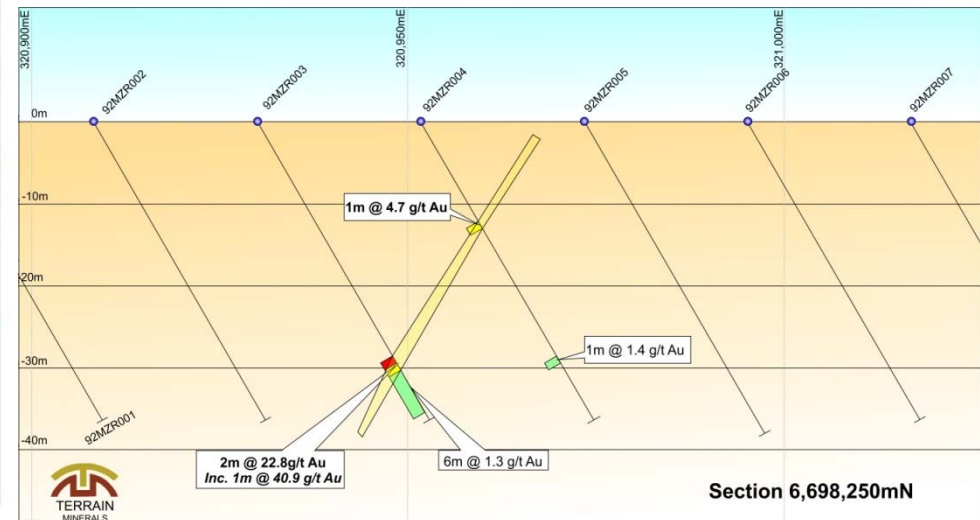 320,900mE
320,950mE
321,000mE
92MZR002
92MZR003
92MZR004
92MZR005
92MZR006
92MZR007
0m
-10m
1m @ 4.7 g/t Au
-20m
-30m
1m @ 1.4 g/t Au
92MZR001
-40m
2m @ 22.8g/t Au
Inc. 1m @ 40.9 g/t Au
6m @ 1.3 g/t Au
Section 6,698,250mN
TERRAIN
MINERALS